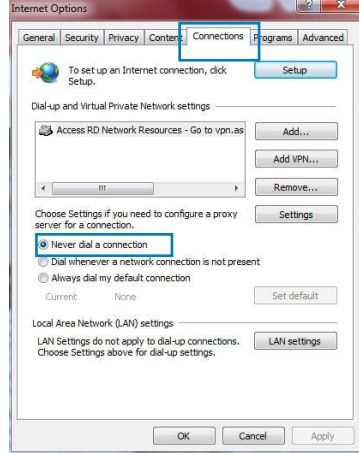 Internet Options
General Security Privacy Content Connections Programs Advanced
To set up an Internet connection, click
Setup.
Setup
Dial-up and Virtual Private Network settings
Access RD Network Resources - Go to vpn.as
Add...
Add VPN...
Remove...
Choose Settings if you need to configure a proxy
server for a connection.
Settings
Never dial a connection
Dial whenever a network connection is not present
Always dial my default connection
Current None
Set default
Local Area Network (LAN) settings
LAN Settings do not apply to dial-up connections.
Choose Settings above for dial-up settings.
LAN settings
OK Cancel Apply